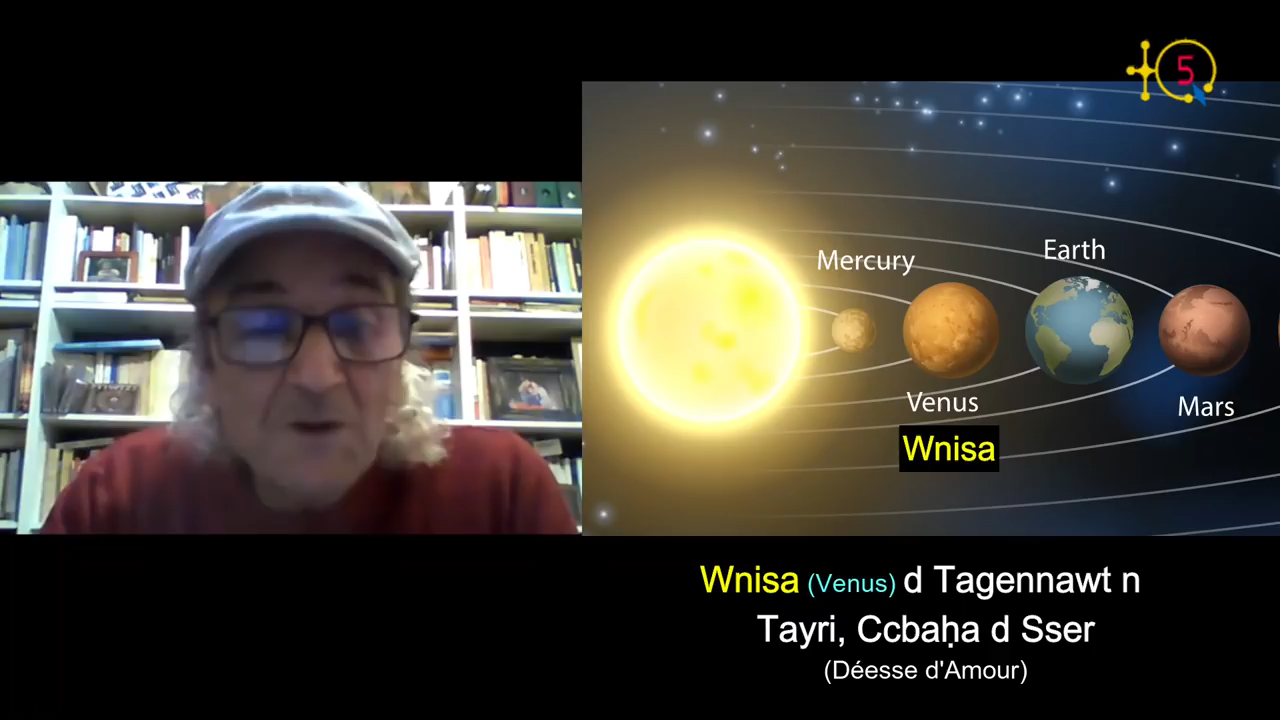 5
Mercury
Earth
Venus
Mars
Wnisa
Wnisa (Venus) d Tagennawt n
Tayri, Ccbaḥa d Sser
(Déesse d'Amour)